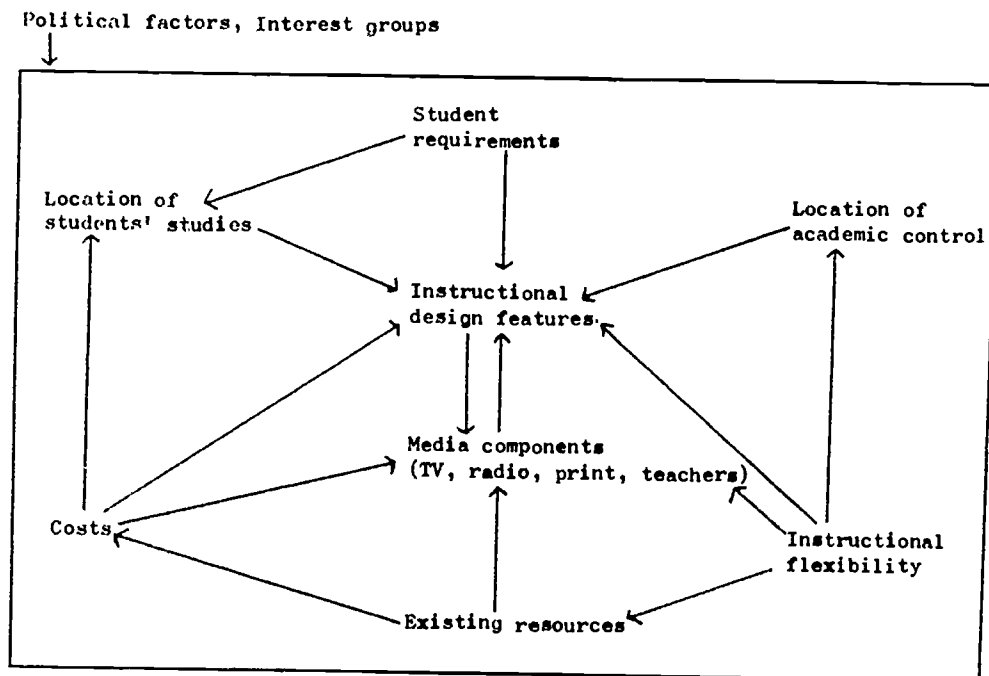 Political factors, Interest groups
Student
requirements
Location of
students' studies
Location of
academic control
Instructional
design features.
Media components
(TV, radio, print, teachers)
Costs
Instructional
flexibility
Existing resources